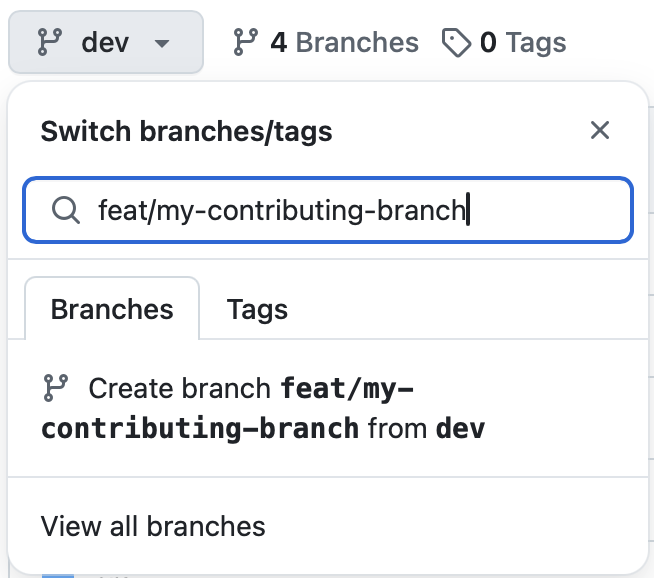 dev 4 Branches 0 Tags
Switch branches/tags
feat/my-contributing-branch
Branches Tags
Create branch feat/my-
contributing-branch from dev
View all branches